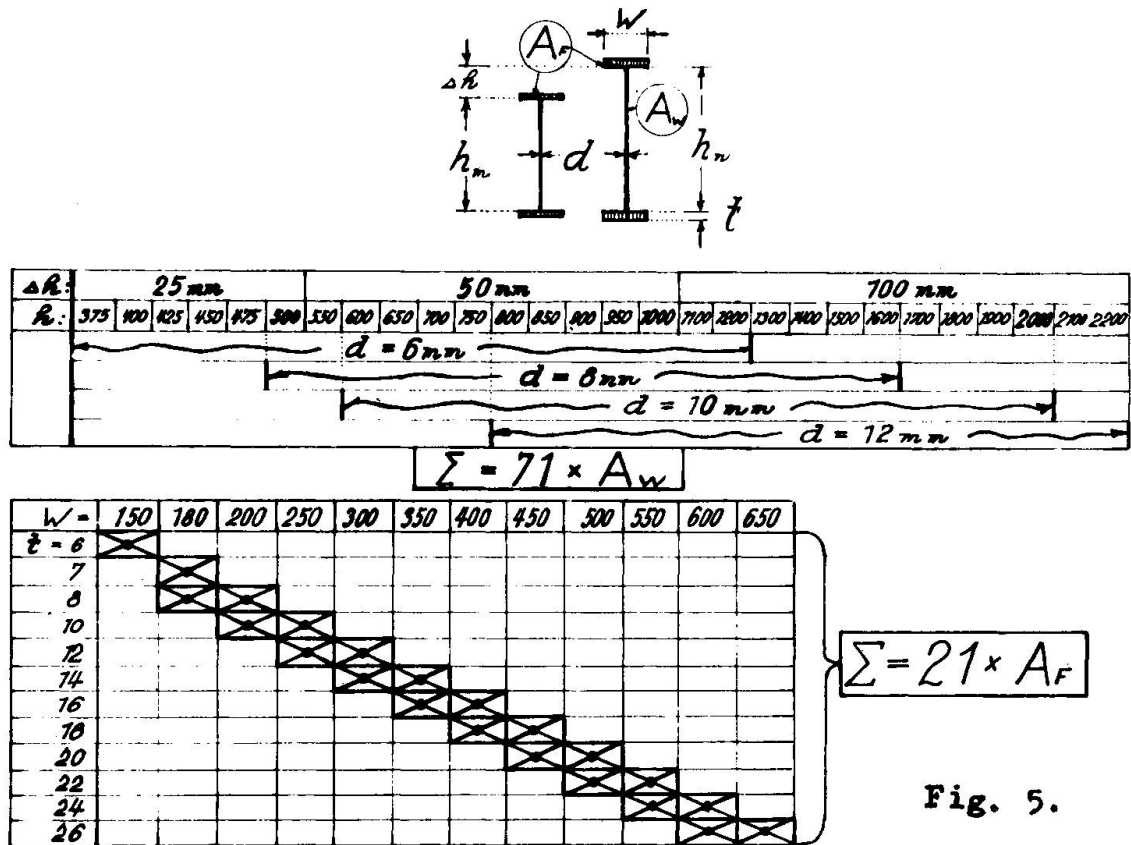 W
A_F
Δh
A_W
h_m d h_n
t
Δh: 25 mm 50 mm 100 mm
h: 375 400 425 450 475 500 550 600 650 700 750 800 850 900 950 1000 1100 1200 1300 1400 1500 1600 1700 1800 1900 2000 2100 2200
d = 6 mm
d = 8 mm
d = 10 mm
d = 12 mm
Σ = 71 × A_W
W = 150 180 200 250 300 350 400 450 500 550 600 650
t = 6
7
8
10
12
14
16
18
20
22
24
26
Σ = 21 × A_F
Fig. 5.